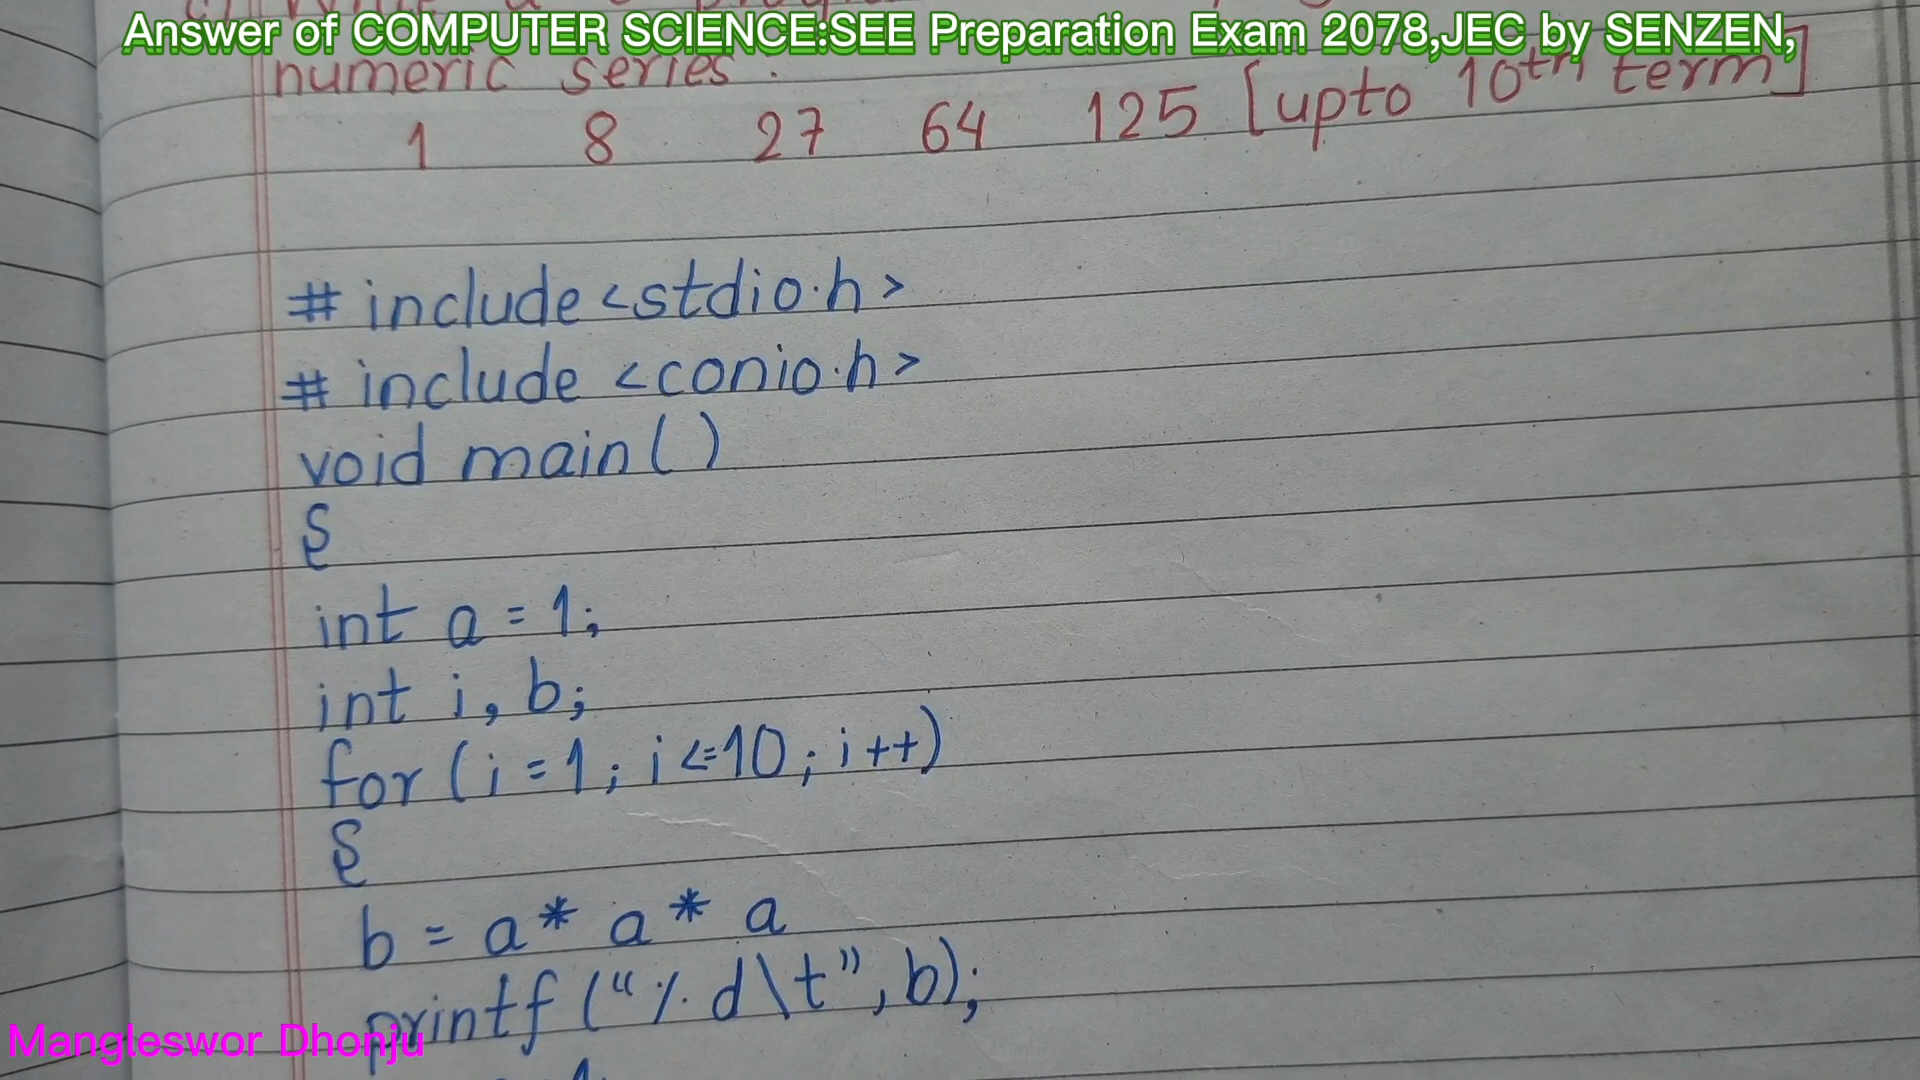 Answer of COMPUTER SCIENCE:SEE Preparation Exam 2078,JEC by SENZEN,
numeric series :
1 8 27 64 125 [upto 10th term]
# include <stdio.h>
# include <conio.h>
void main()
{
int a = 1;
int i, b;
for (i = 1; i <= 10; i++)
{
b = a * a * a
printf ("%d\t", b);
Mangleswor Dhonju